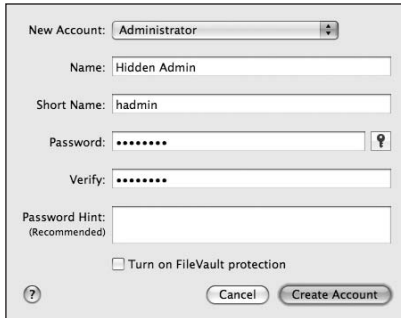 New Account: Administrator
Name: Hidden Admin
Short Name: hadmin
Password: ••••••••
Verify: ••••••••
Password Hint:
(Recommended)
Turn on FileVault protection
? Cancel Create Account